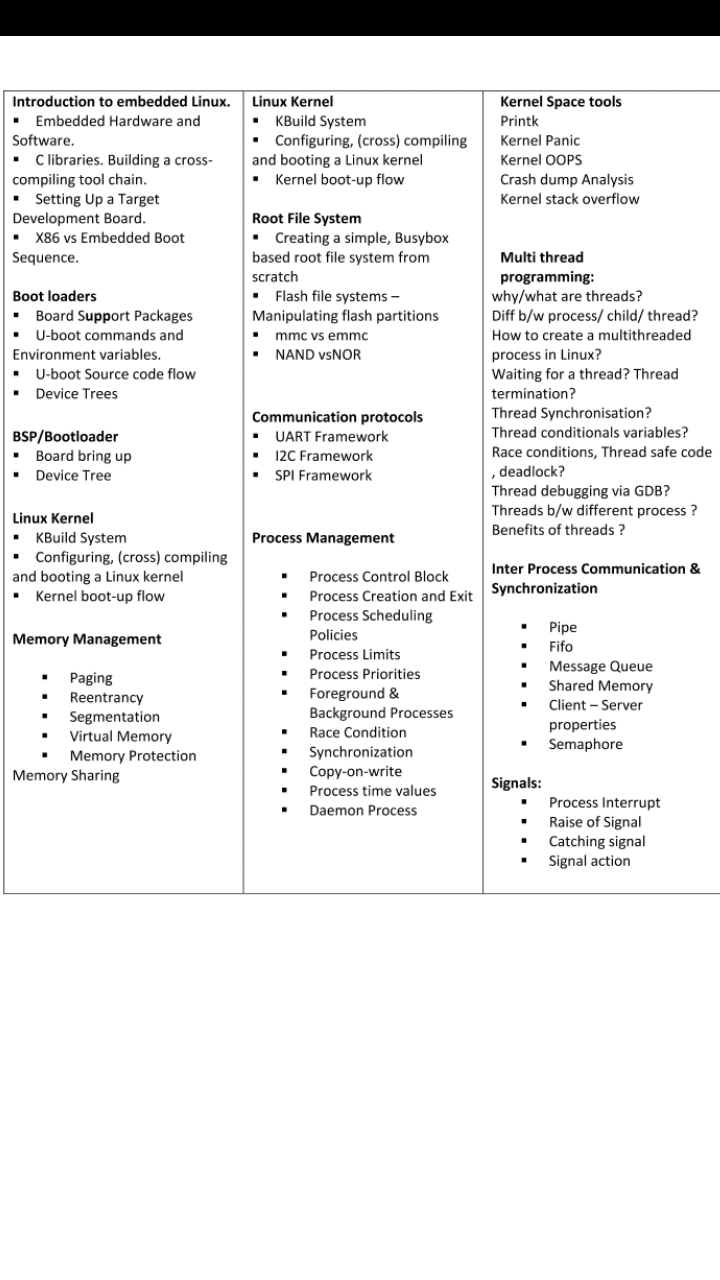 Introduction to embedded Linux.
▪ Embedded Hardware and
Software.
▪ C libraries. Building a cross-
compiling tool chain.
▪ Setting Up a Target
Development Board.
▪ X86 vs Embedded Boot
Sequence.
Boot loaders
▪ Board Support Packages
▪ U-boot commands and
Environment variables.
▪ U-boot Source code flow
▪ Device Trees
BSP/Bootloader
▪ Board bring up
▪ Device Tree
Linux Kernel
▪ KBuild System
▪ Configuring, (cross) compiling
and booting a Linux kernel
▪ Kernel boot-up flow
Memory Management
▪ Paging
▪ Reentrancy
▪ Segmentation
▪ Virtual Memory
▪ Memory Protection
Memory Sharing
Linux Kernel
▪ KBuild System
▪ Configuring, (cross) compiling
and booting a Linux kernel
▪ Kernel boot-up flow
Root File System
▪ Creating a simple, Busybox
based root file system from
scratch
▪ Flash file systems –
Manipulating flash partitions
▪ mmc vs emmc
▪ NAND vsNOR
Communication protocols
▪ UART Framework
▪ I2C Framework
▪ SPI Framework
Process Management
▪ Process Control Block
▪ Process Creation and Exit
▪ Process Scheduling
Policies
▪ Process Limits
▪ Process Priorities
▪ Foreground &
Background Processes
▪ Race Condition
▪ Synchronization
▪ Copy-on-write
▪ Process time values
▪ Daemon Process
Kernel Space tools
Printk
Kernel Panic
Kernel OOPS
Crash dump Analysis
Kernel stack overflow
Multi thread
programming:
why/what are threads?
Diff b/w process/ child/ thread?
How to create a multithreaded
process in Linux?
Waiting for a thread? Thread
termination?
Thread Synchronisation?
Thread conditionals variables?
Race conditions, Thread safe code
, deadlock?
Thread debugging via GDB?
Threads b/w different process ?
Benefits of threads ?
Inter Process Communication &
Synchronization
▪ Pipe
▪ Fifo
▪ Message Queue
▪ Shared Memory
▪ Client – Server
properties
▪ Semaphore
Signals:
▪ Process Interrupt
▪ Raise of Signal
▪ Catching signal
▪ Signal action